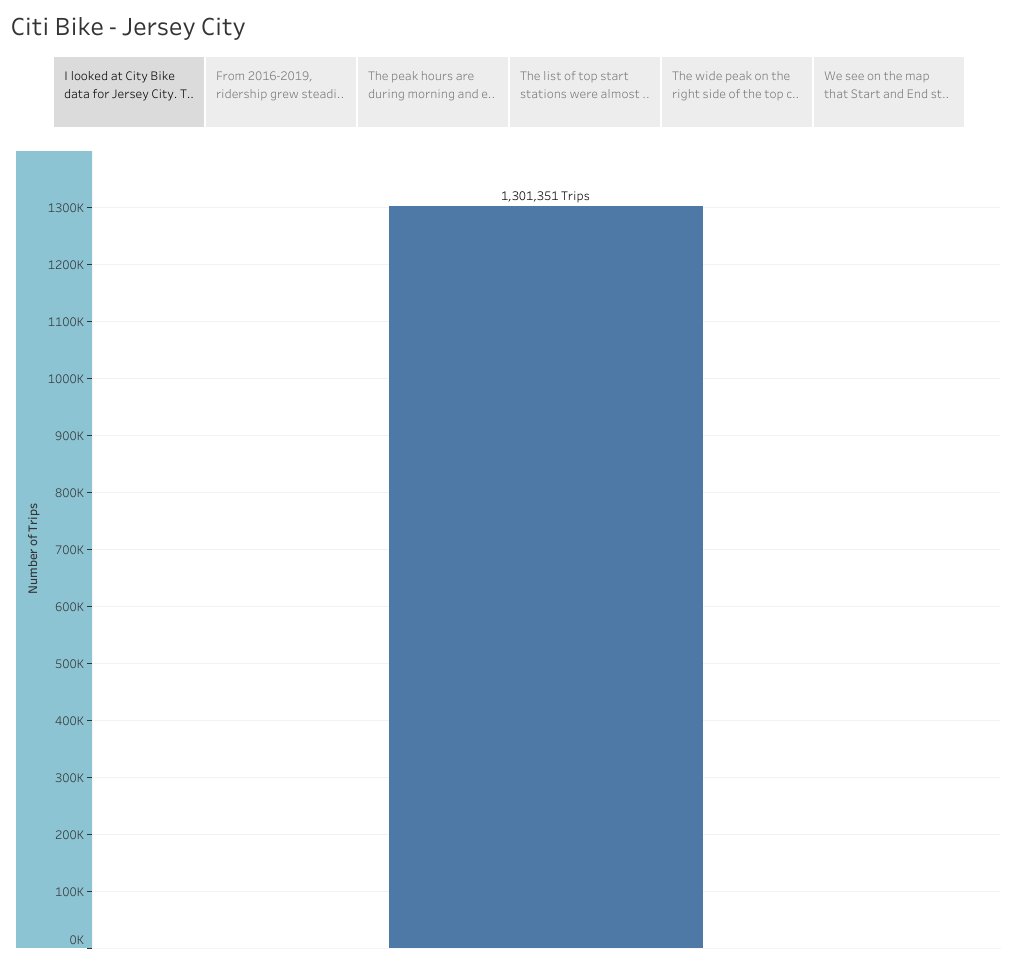 Citi Bike - Jersey City
I looked at City Bike
data for Jersey City. T..
From 2016-2019,
ridership grew steadi..
The peak hours are
during morning and e..
The list of top start
stations were almost ..
The wide peak on the
right side of the top c..
We see on the map
that Start and End st..
1,301,351 Trips
1300K
1200K
1100K
1000K
900K
800K
700K
600K
500K
400K
300K
200K
100K
0K
Number of Trips